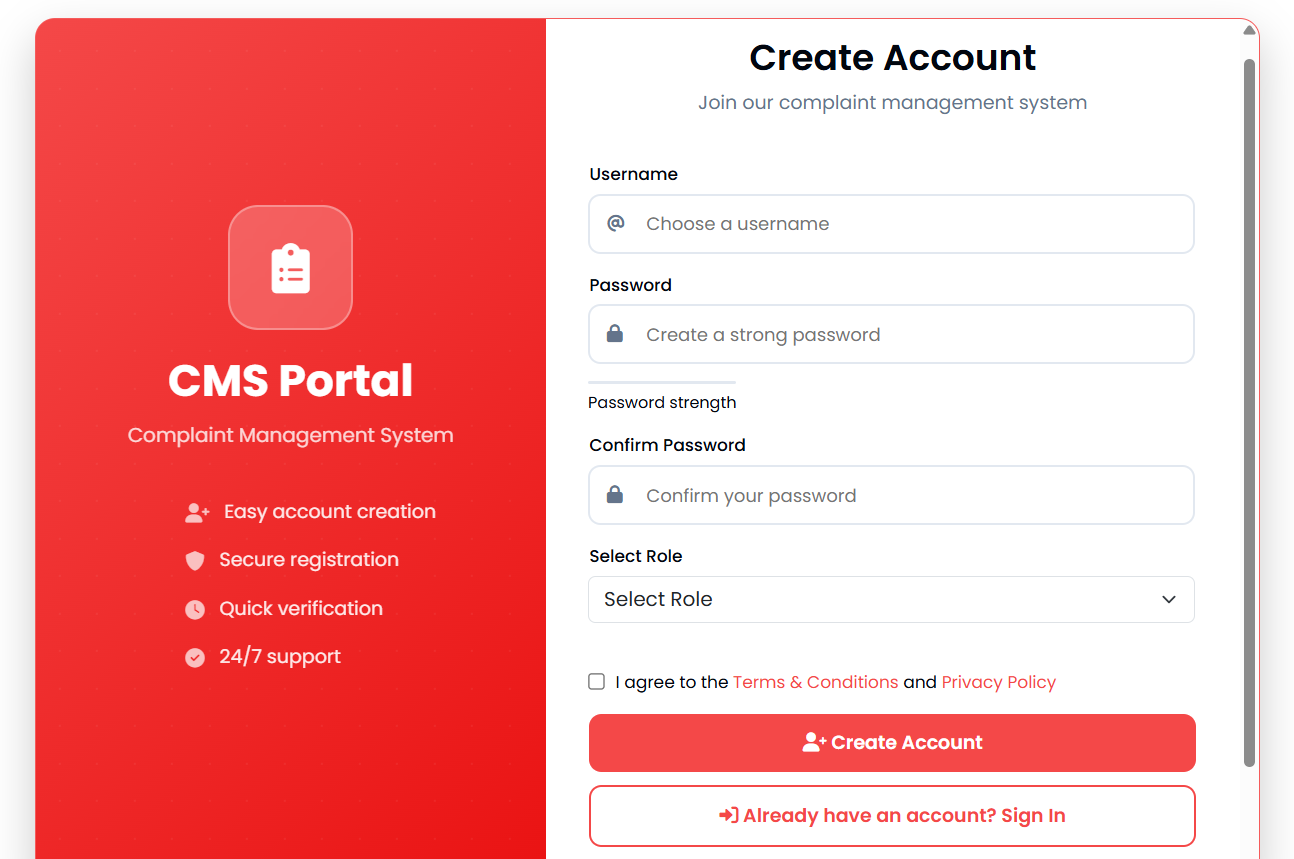 CMS Portal
Complaint Management System
Easy account creation
Secure registration
Quick verification
24/7 support
Create Account
Join our complaint management system
Username
@ Choose a username
Password
Create a strong password
Password strength
Confirm Password
Confirm your password
Select Role
Select Role
I agree to the Terms & Conditions and Privacy Policy
Create Account
Already have an account? Sign In